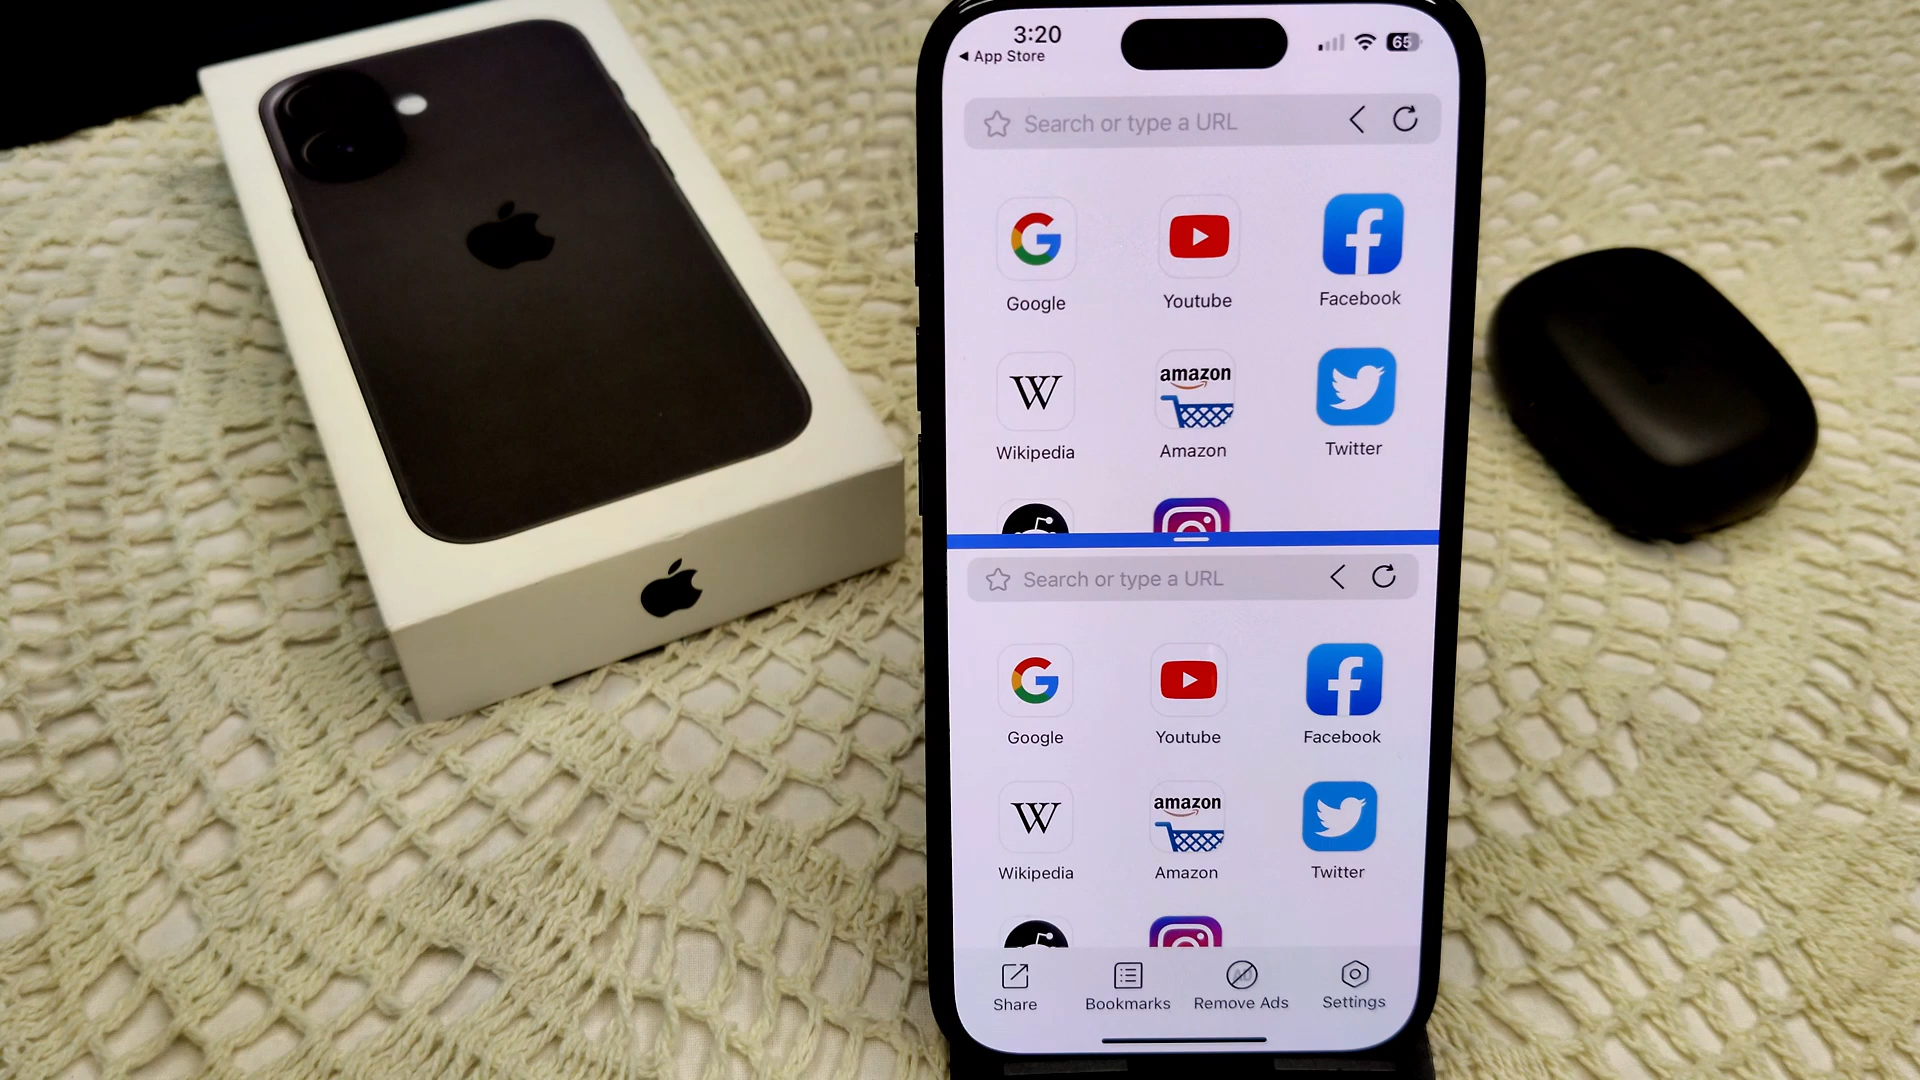 3:20
65
App Store
Search or type a URL
Google
Youtube
Facebook
W
amazon
Wikipedia
Amazon
Twitter
Search or type a URL
Google
Youtube
Facebook
W
amazon
Wikipedia
Amazon
Twitter
Share
Bookmarks
Remove Ads
Settings